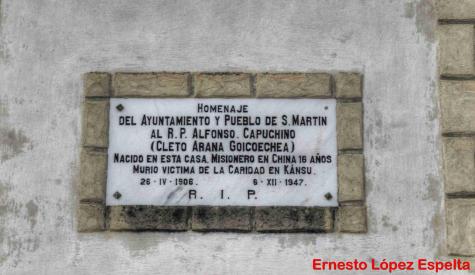 HOMENAJE
DEL AYUNTAMIENTO Y PUEBLO DE S. MARTIN
AL R.P. ALFONSO. CAPUCHINO
(CLETO ARANA GOICOECHEA)
NACIDO EN ESTA CASA. MISIONERO EN CHINA 16 AÑOS
MURIO VICTIMA DE LA CARIDAD EN KÁNSU.
26-IV-1906. 6-XII-1947.
R. I. P.
Ernesto López Espelta